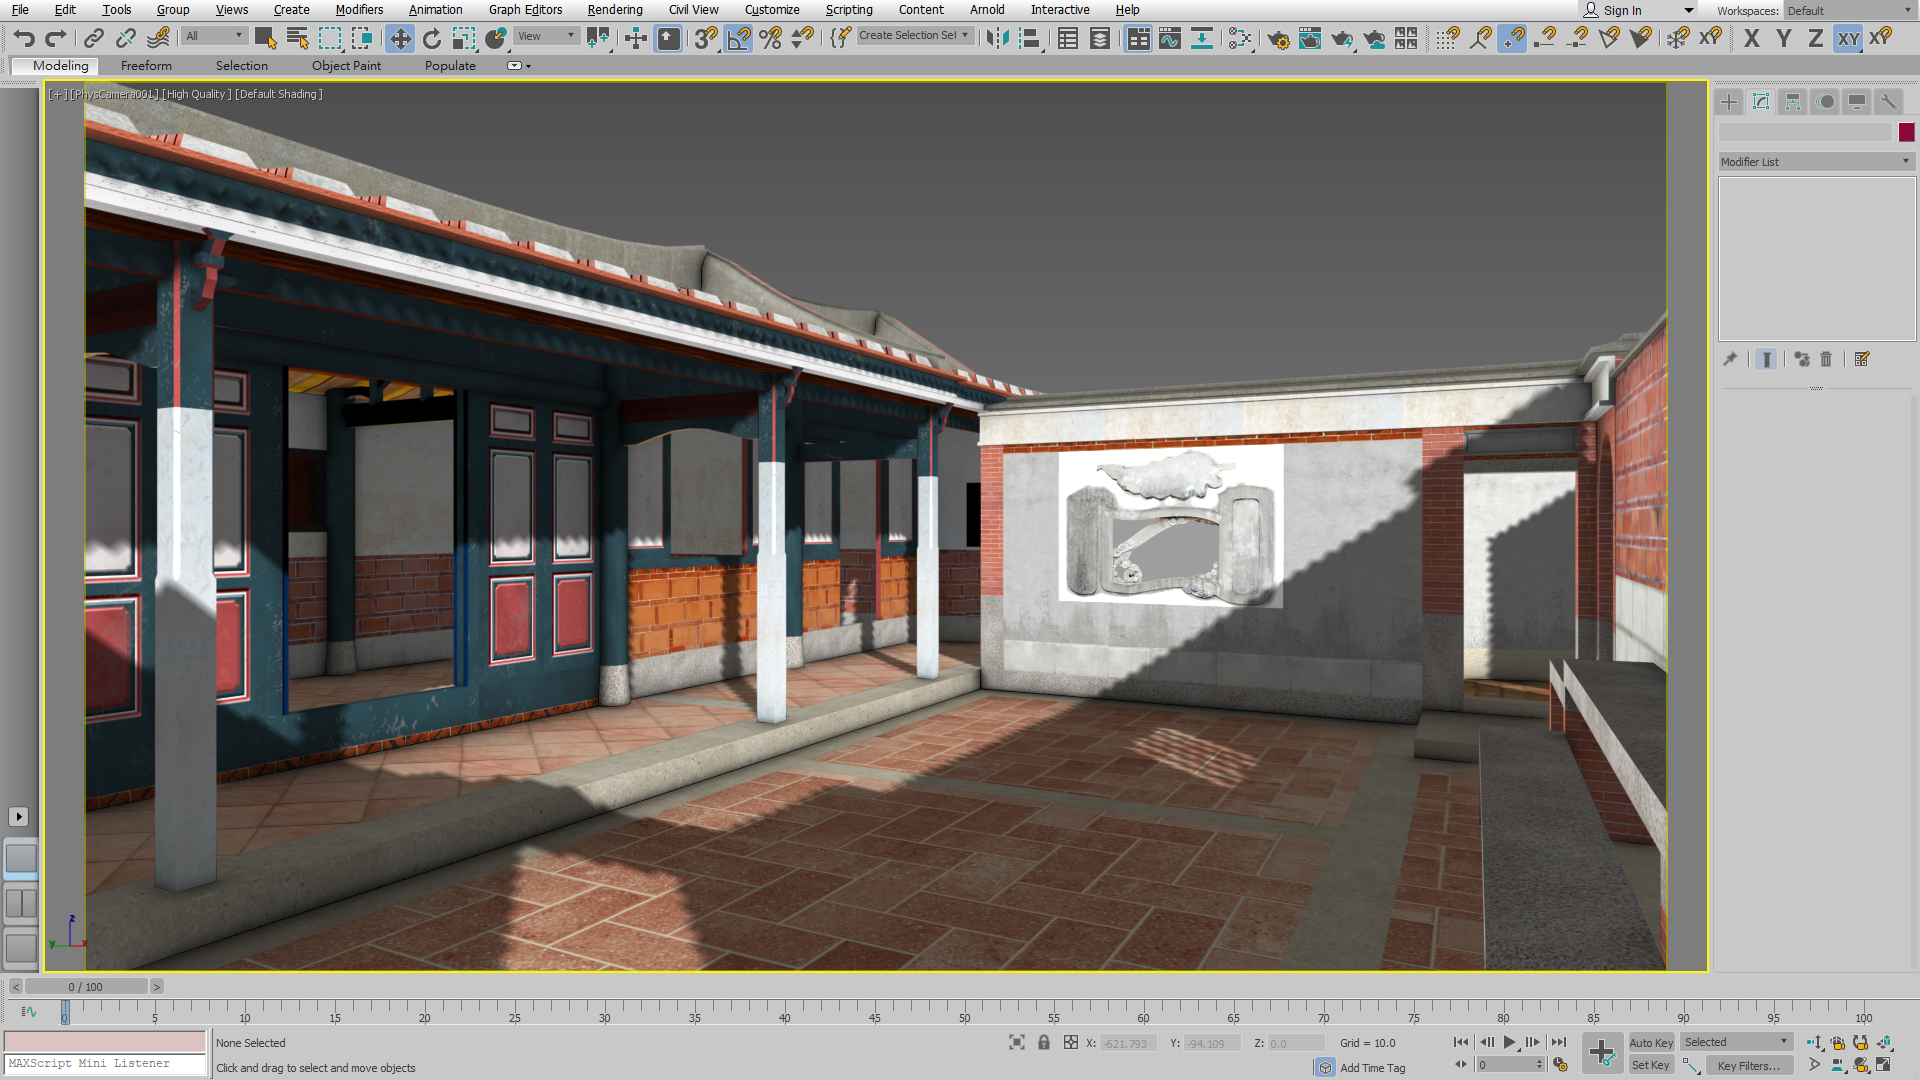 File Edit Tools Group Views Create Modifiers Animation Graph Editors Rendering Civil View Customize Scripting Content Arnold Interactive Help Sign In Workspaces: Default
All View 3 Create Selection Set X Y Z XY XY
Modeling Freeform Selection Object Paint Populate
[+] [PhysCamera001] [High Quality] [Default Shading]
Modifier List
z
y x
< 0 / 100 >
0 5 10 15 20 25 30 35 40 45 50 55 60 65 70 75 80 85 90 95 100
None Selected X: -621.793 Y: -94.109 Z: 0.0 Grid = 10.0 Auto Key Selected
MAXScript Mini Listener Click and drag to select and move objects Add Time Tag 0 Set Key Key Filters...